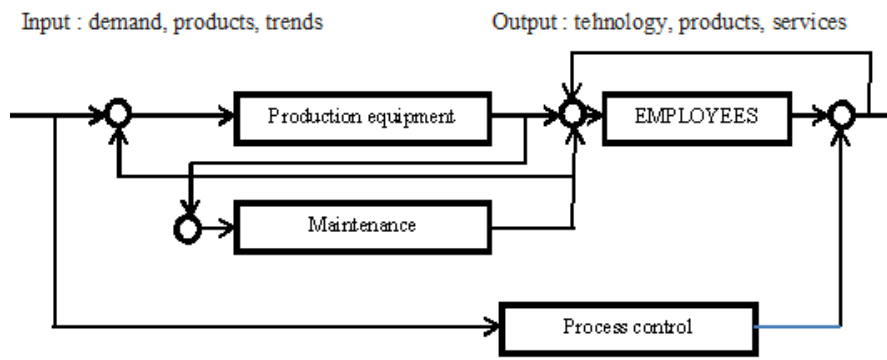 Input : demand, products, trends
Output : tehnology, products, services
Production equipment
EMPLOYEES
Maintenance
Process control